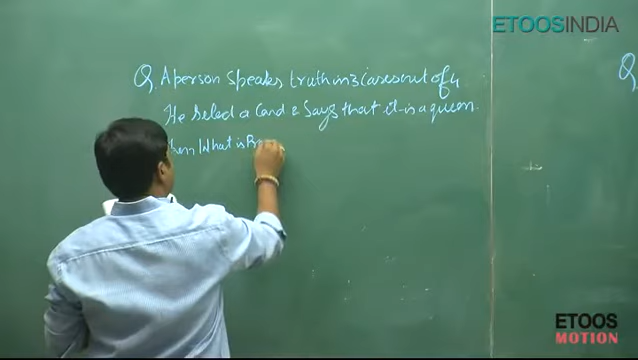 ETOOSINDIA
Q. A person speaks truth in 3 cases out of 4
Q
He select a Card & Says that it is a queen.
then What is Pro
ETOOS
MOTION